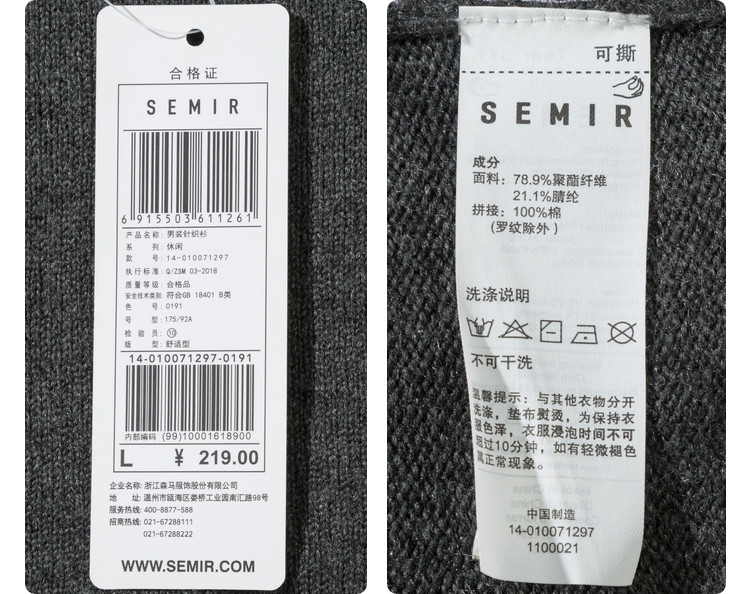 合格证
SEMIR
6 915503 611261
产品名称: 男装针织衫
系 列: 休闲
款 号: 14-010071297
执行标准: Q/ZSM 03-2018
质量等级: 合格品
安全技术类别: 符合GB 18401 B类
色 号: 0191
号 型: 175/92A
检 验 员: ⑩
版 型: 舒适型
14-010071297-0191
内部编码 (99)10001618900
L ¥ 219.00
企业名称: 浙江森马服饰股份有限公司
地 址: 温州市瓯海区娄桥工业园南汇路98号
服务热线: 400-8877-588
招商热线: 021-67288111
021-67288222
WWW.SEMIR.COM
可撕
SEMIR
成分
面料: 78.9%聚酯纤维
21.1%腈纶
拼接: 100%棉
(罗纹除外)
洗涤说明
不可干洗
温馨提示: 与其他衣物分开
洗涤, 垫布熨烫, 为保持衣
服色泽, 衣服浸泡时间不可
超过10分钟, 如有轻微褪色
属正常现象。
中国制造
14-010071297
1100021